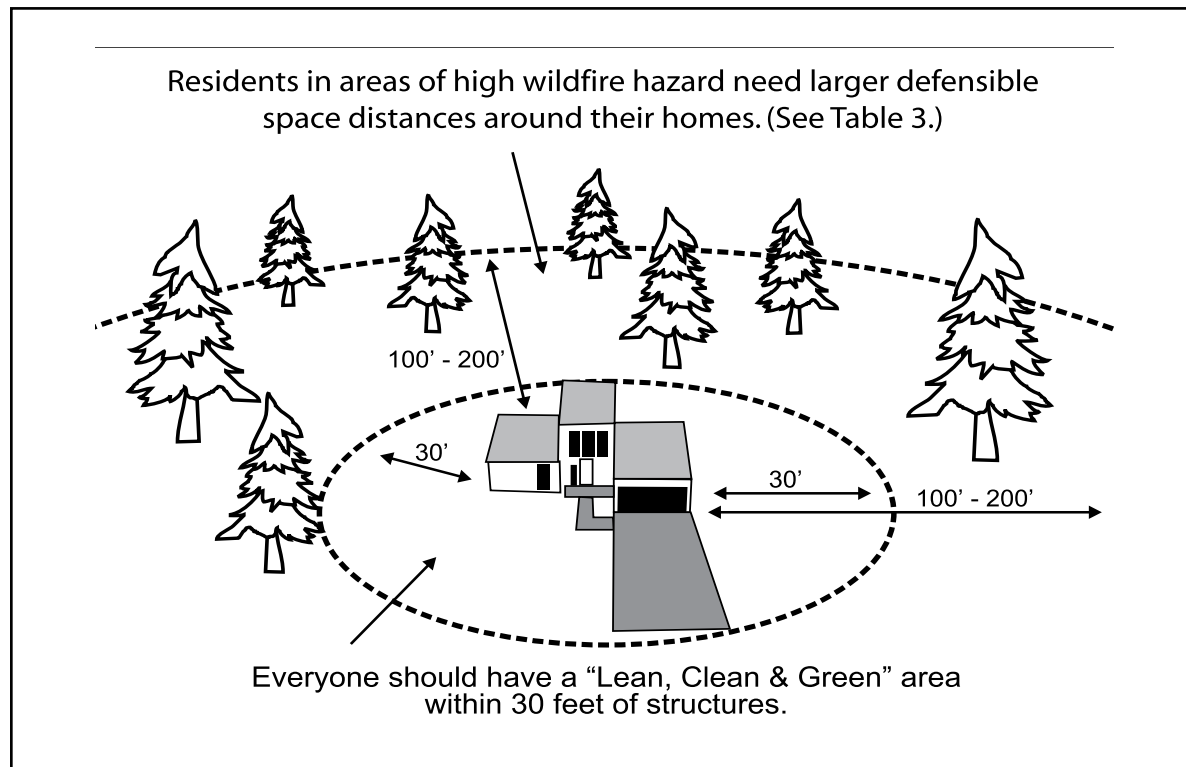 Residents in areas of high wildfire hazard need larger defensible
space distances around their homes. (See Table 3.)
100’ - 200’
30’
30’
100’ - 200’
Everyone should have a “Lean, Clean & Green” area
within 30 feet of structures.